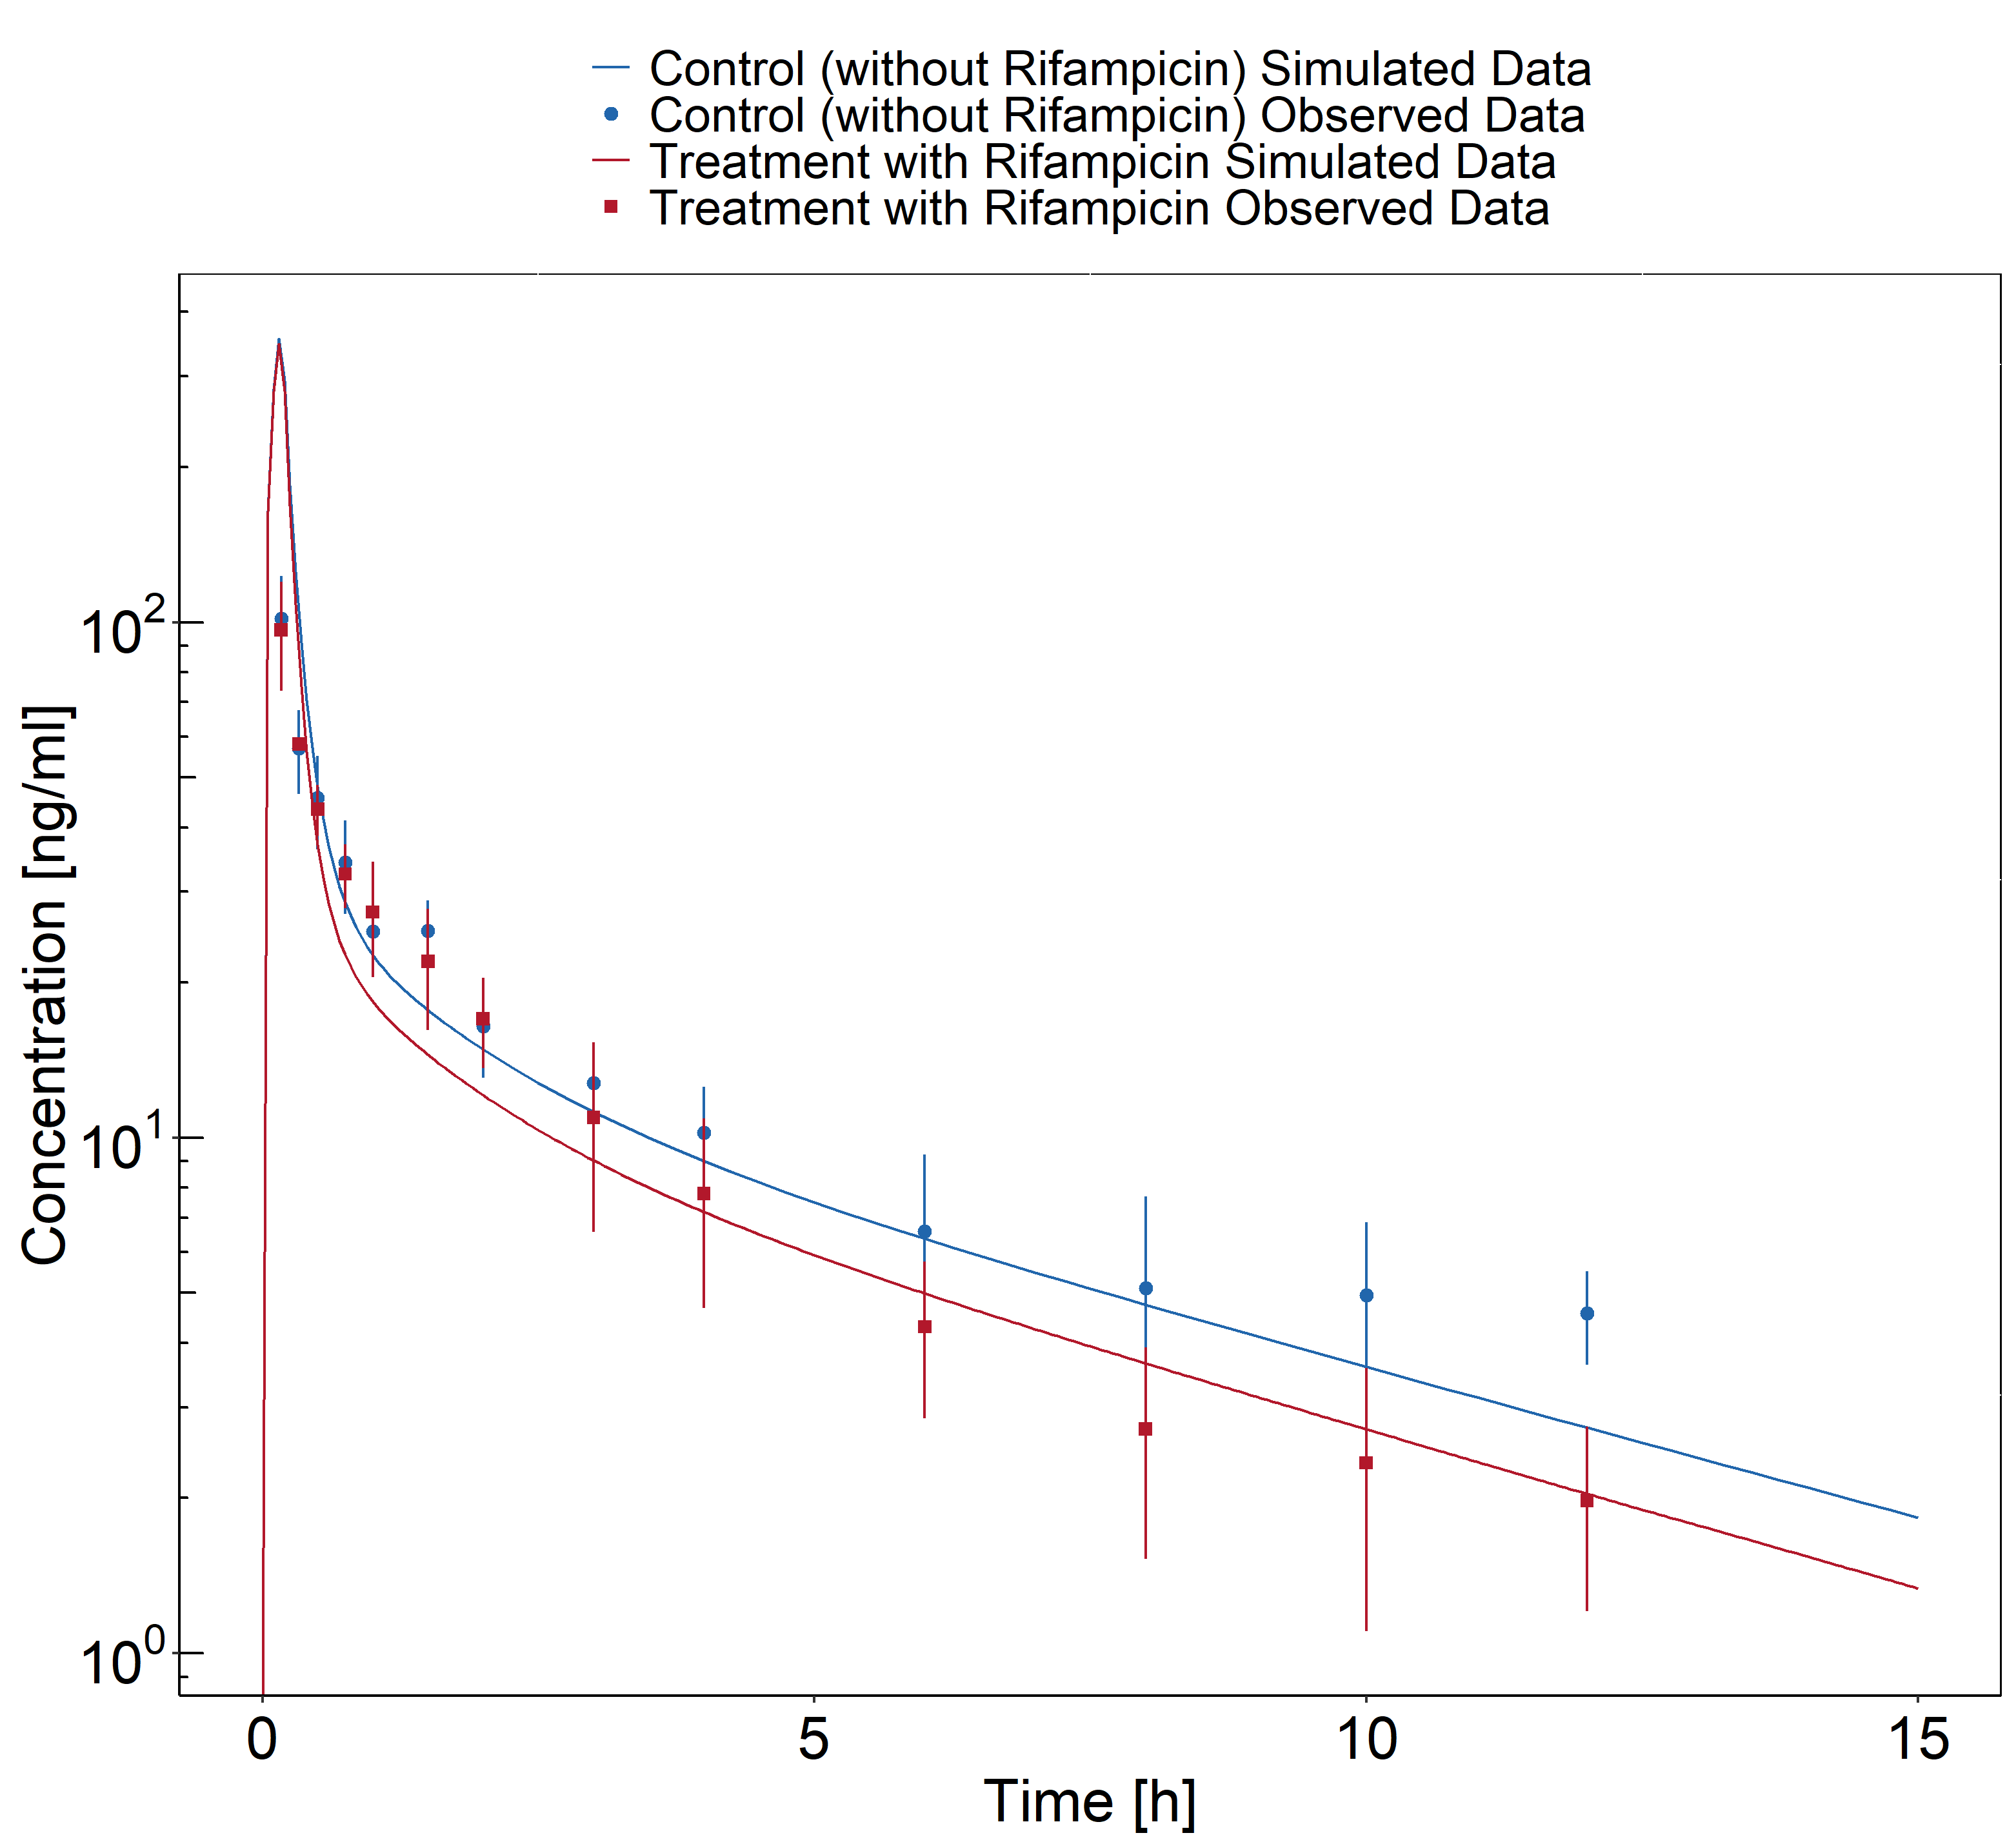 Control (without Rifampicin) Simulated Data
Control (without Rifampicin) Observed Data
Treatment with Rifampicin Simulated Data
Treatment with Rifampicin Observed Data
Concentration [ng/ml]
10²
10¹
10⁰
0 5 10 15
Time [h]